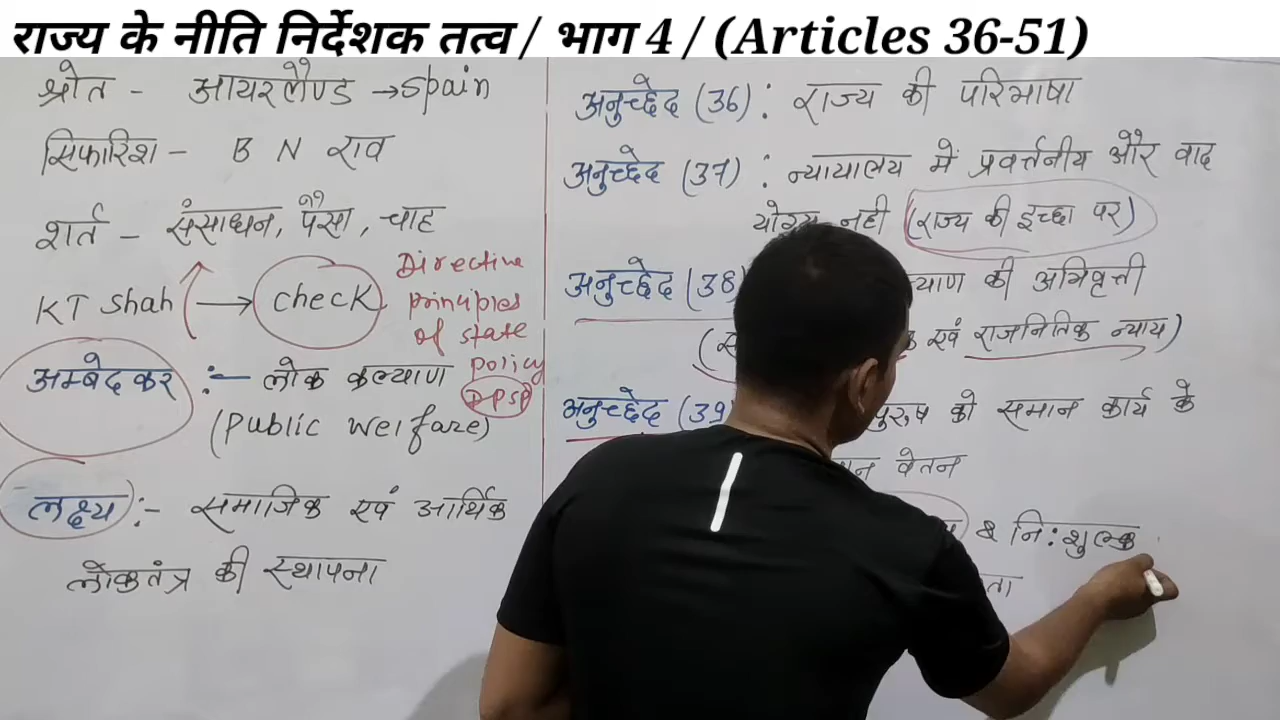 राज्य के नीति निर्देशक तत्व / भाग 4 / (Articles 36-51)
श्रोत - आयरलैण्ड → Spain
सिफारिश - B N राव
शर्त - संसाधन, पैसा, चाह
KT Shah → check
Directive
principles
of state
policy
DPSP
अम्बेदकर :- लोक कल्याण
(public welfare)
लक्ष्य :- समाजिक एवं आर्थिक
लोकतंत्र की स्थापना
अनुच्छेद (36) : राज्य की परिभाषा
अनुच्छेद (37) : न्यायालय में प्रवर्त्तनीय और वाद
योग्य नही (राज्य की इच्छा पर)
अनुच्छेद (38) की अभिवृत्ती
एवं राजनितिक न्याय)
अनुच्छेद (39 को समान कार्य के
वेतन
& नि:शुल्क